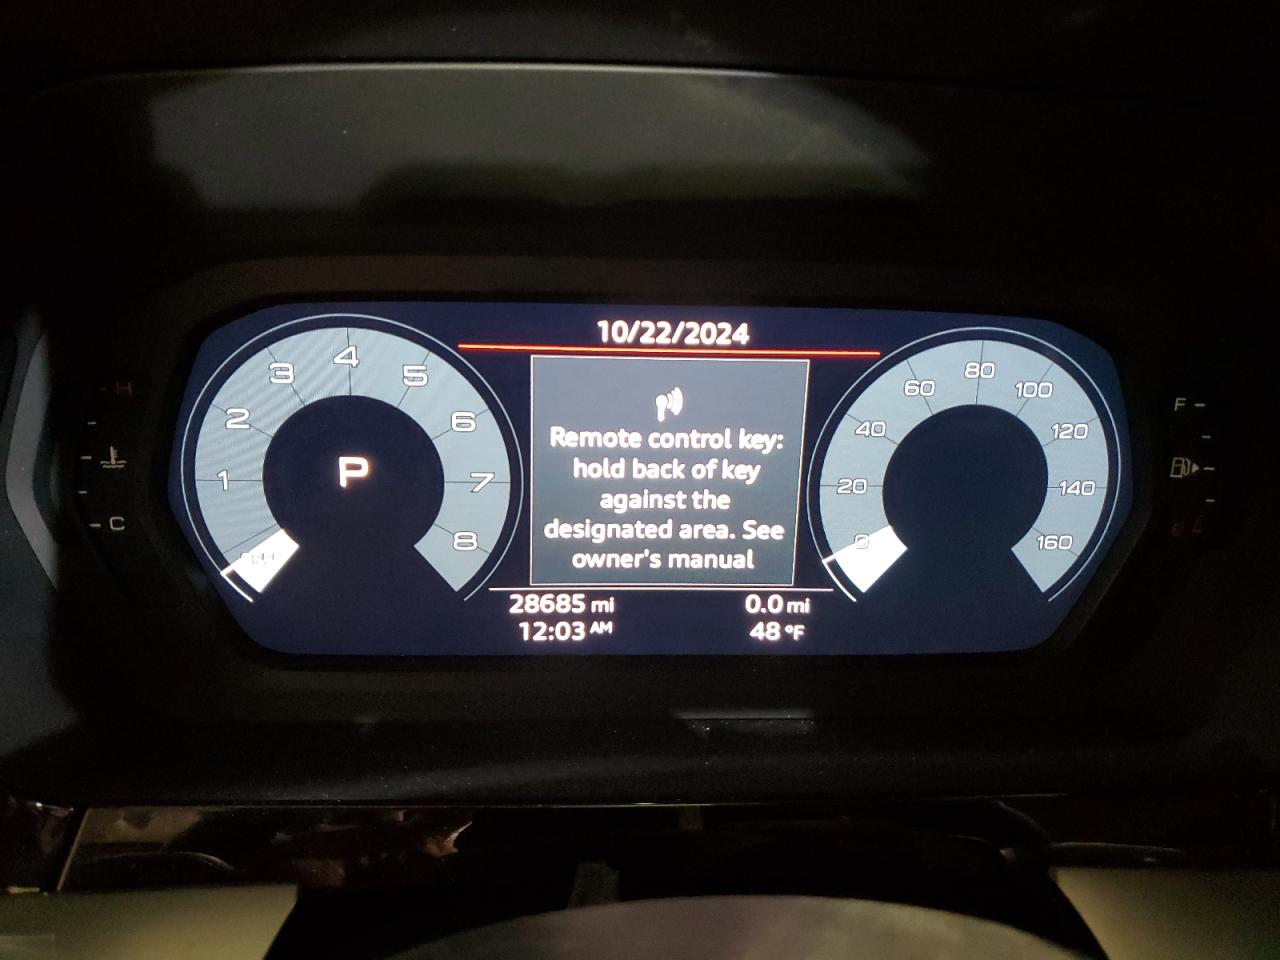 10/22/2024
Remote control key:
hold back of key
against the
designated area. See
owner's manual
28685 mi
0.0 mi
12:03 AM
48 °F
P
1
2
3
4
5
6
7
8
0
20
40
60
80
100
120
140
160
H
C
F
E